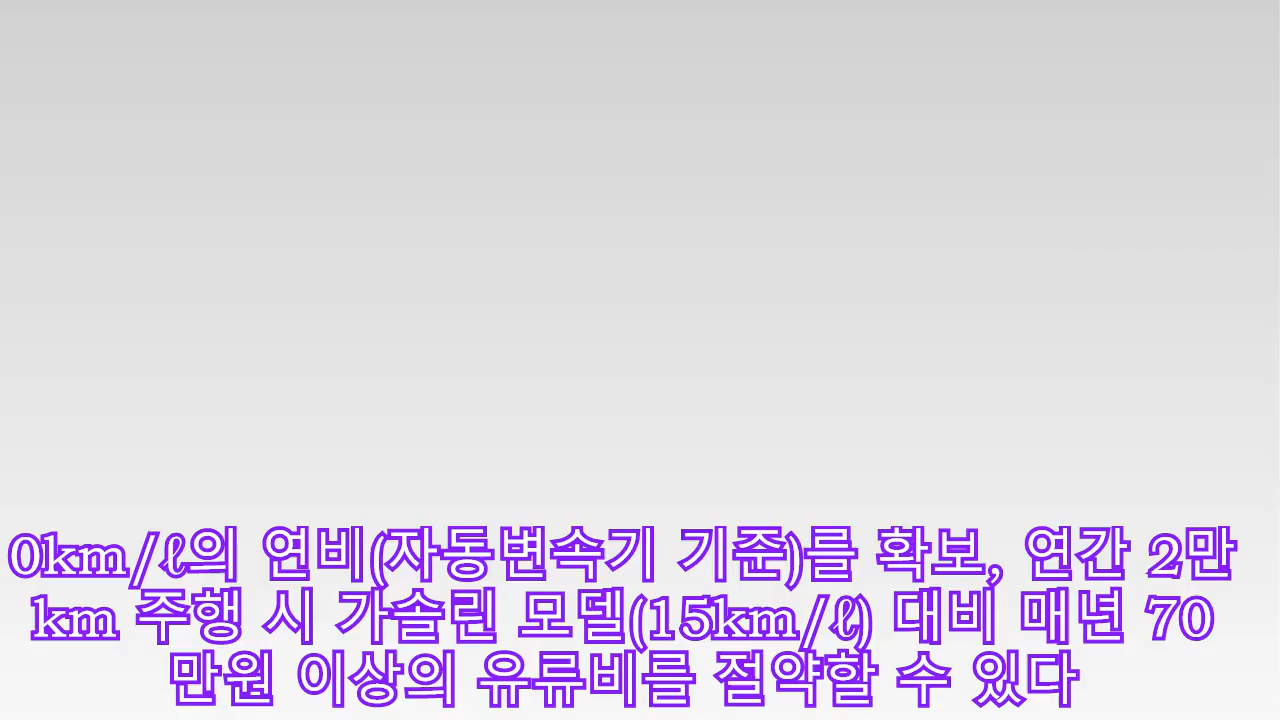 0km/ℓ의 연비(자동변속기 기준)를 확보, 연간 2만
km 주행 시 가솔린 모델(15km/ℓ) 대비 매년 70
만원 이상의 유류비를 절약할 수 있다